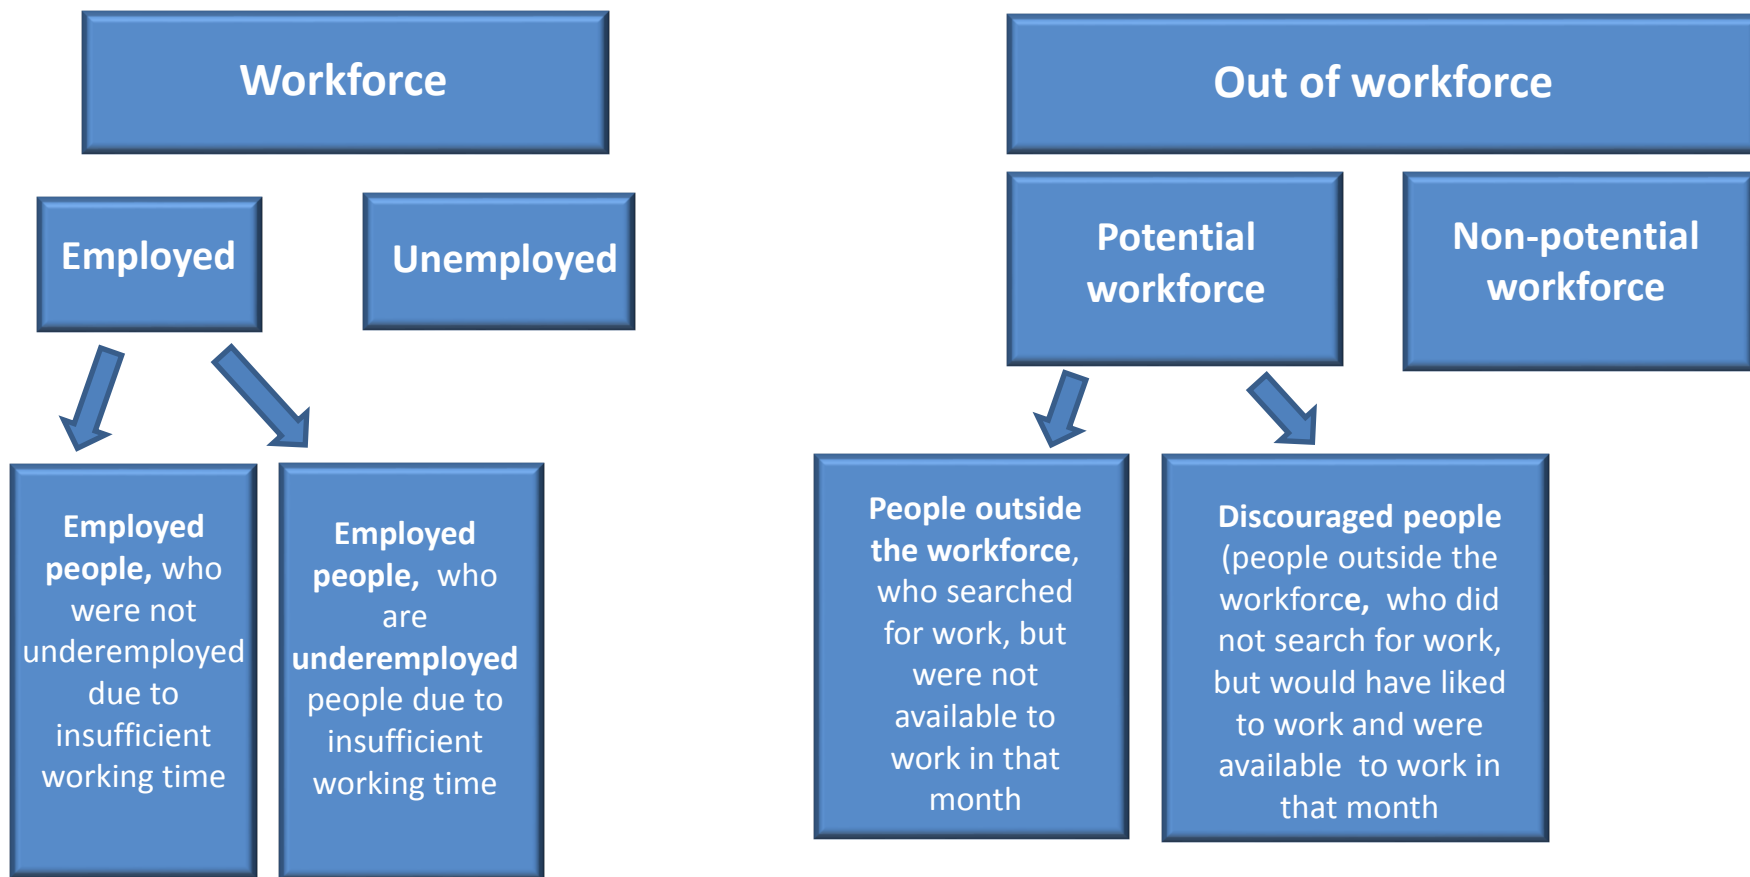 Workforce
Out of workforce
Employed
Unemployed
Potential
workforce
Non-potential
workforce
Employed
people, who
were not
underemployed
due to
insufficient
working time
Employed
people, who
are
underemployed
people due to
insufficient
working time
People outside
the workforce,
who searched
for work, but
were not
available to
work in that
month
Discouraged people
(people outside the
workforce, who did
not search for work,
but would have liked
to work and were
available to work in
that month